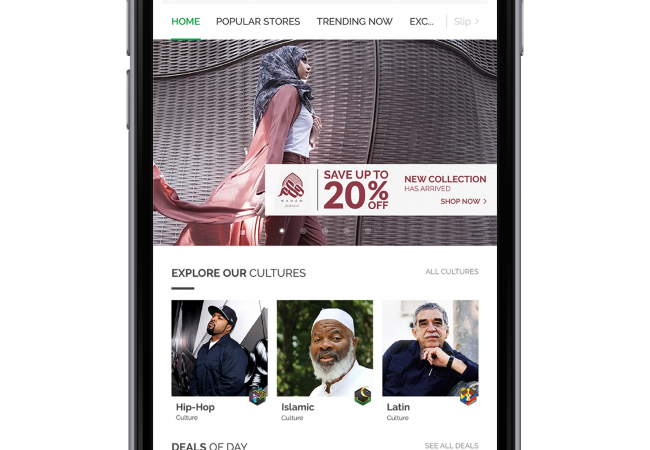 HOME POPULAR STORES TRENDING NOW EXC... Slip >
SAVE UP TO
20% OFF
NEW COLLECTION
HAS ARRIVED
SHOP NOW >
EXPLORE OUR CULTURES
ALL CULTURES
Hip-Hop
Culture
Islamic
Culture
Latin
Culture
DEALS OF DAY
SEE ALL DEALS